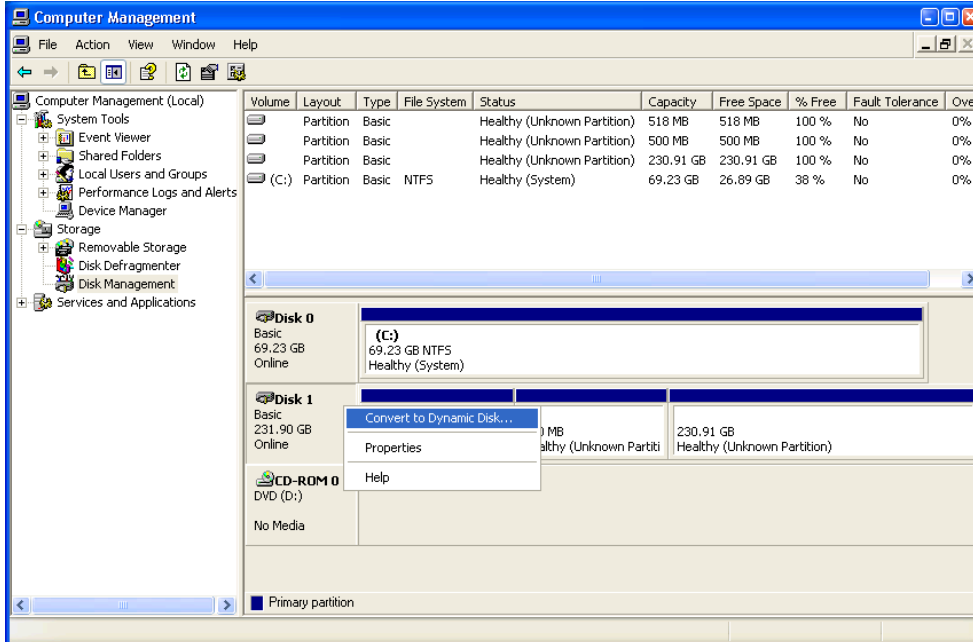 Computer Management
File Action View Window Help
Computer Management (Local)
System Tools
Event Viewer
Shared Folders
Local Users and Groups
Performance Logs and Alerts
Device Manager
Storage
Removable Storage
Disk Defragmenter
Disk Management
Services and Applications
Volume Layout Type File System Status Capacity Free Space % Free Fault Tolerance Ove
Partition Basic Healthy (Unknown Partition) 518 MB 518 MB 100 % No 0%
Partition Basic Healthy (Unknown Partition) 500 MB 500 MB 100 % No 0%
Partition Basic Healthy (Unknown Partition) 230.91 GB 230.91 GB 100 % No 0%
(C:) Partition Basic NTFS Healthy (System) 69.23 GB 26.89 GB 38 % No 0%
Disk 0
Basic
69.23 GB
Online
(C:)
69.23 GB NTFS
Healthy (System)
Disk 1
Basic
231.90 GB
Online
Convert to Dynamic Disk...
Properties
Help
MB
althy (Unknown Partiti
230.91 GB
Healthy (Unknown Partition)
CD-ROM 0
DVD (D:)
No Media
Primary partition